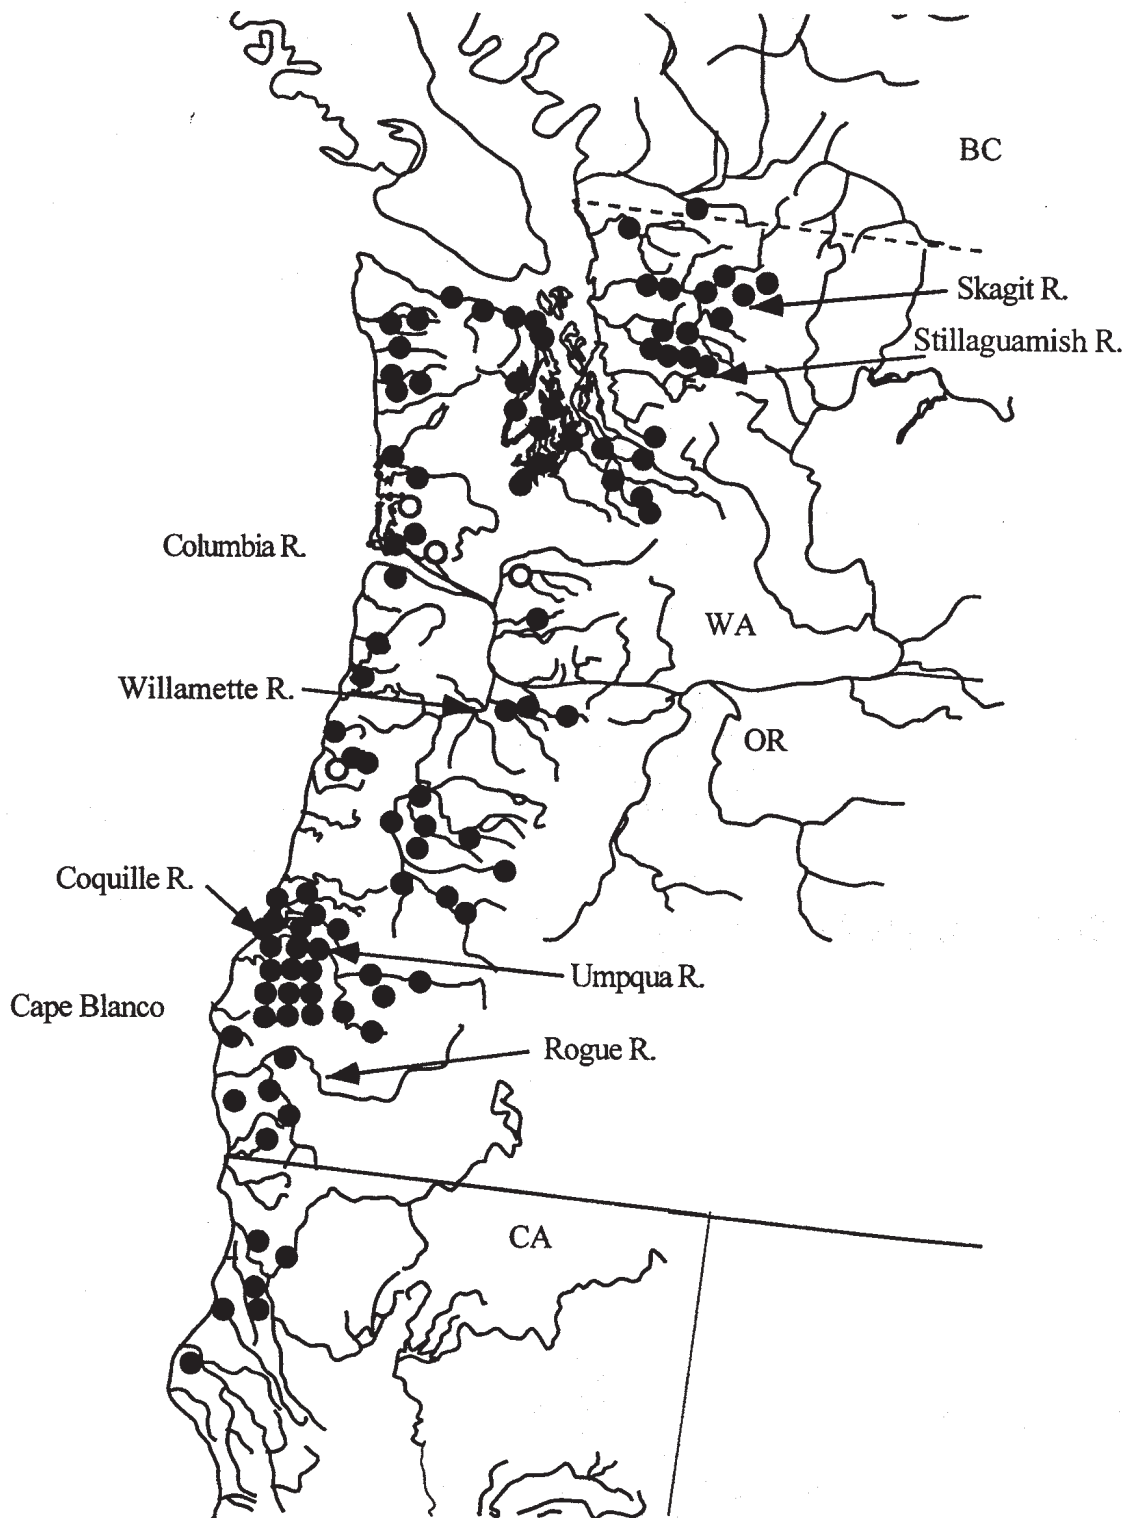 BC
Skagit R.
Stillaguamish R.
Columbia R.
WA
Willamette R.
OR
Coquille R.
Umpqua R.
Cape Blanco
Rogue R.
CA